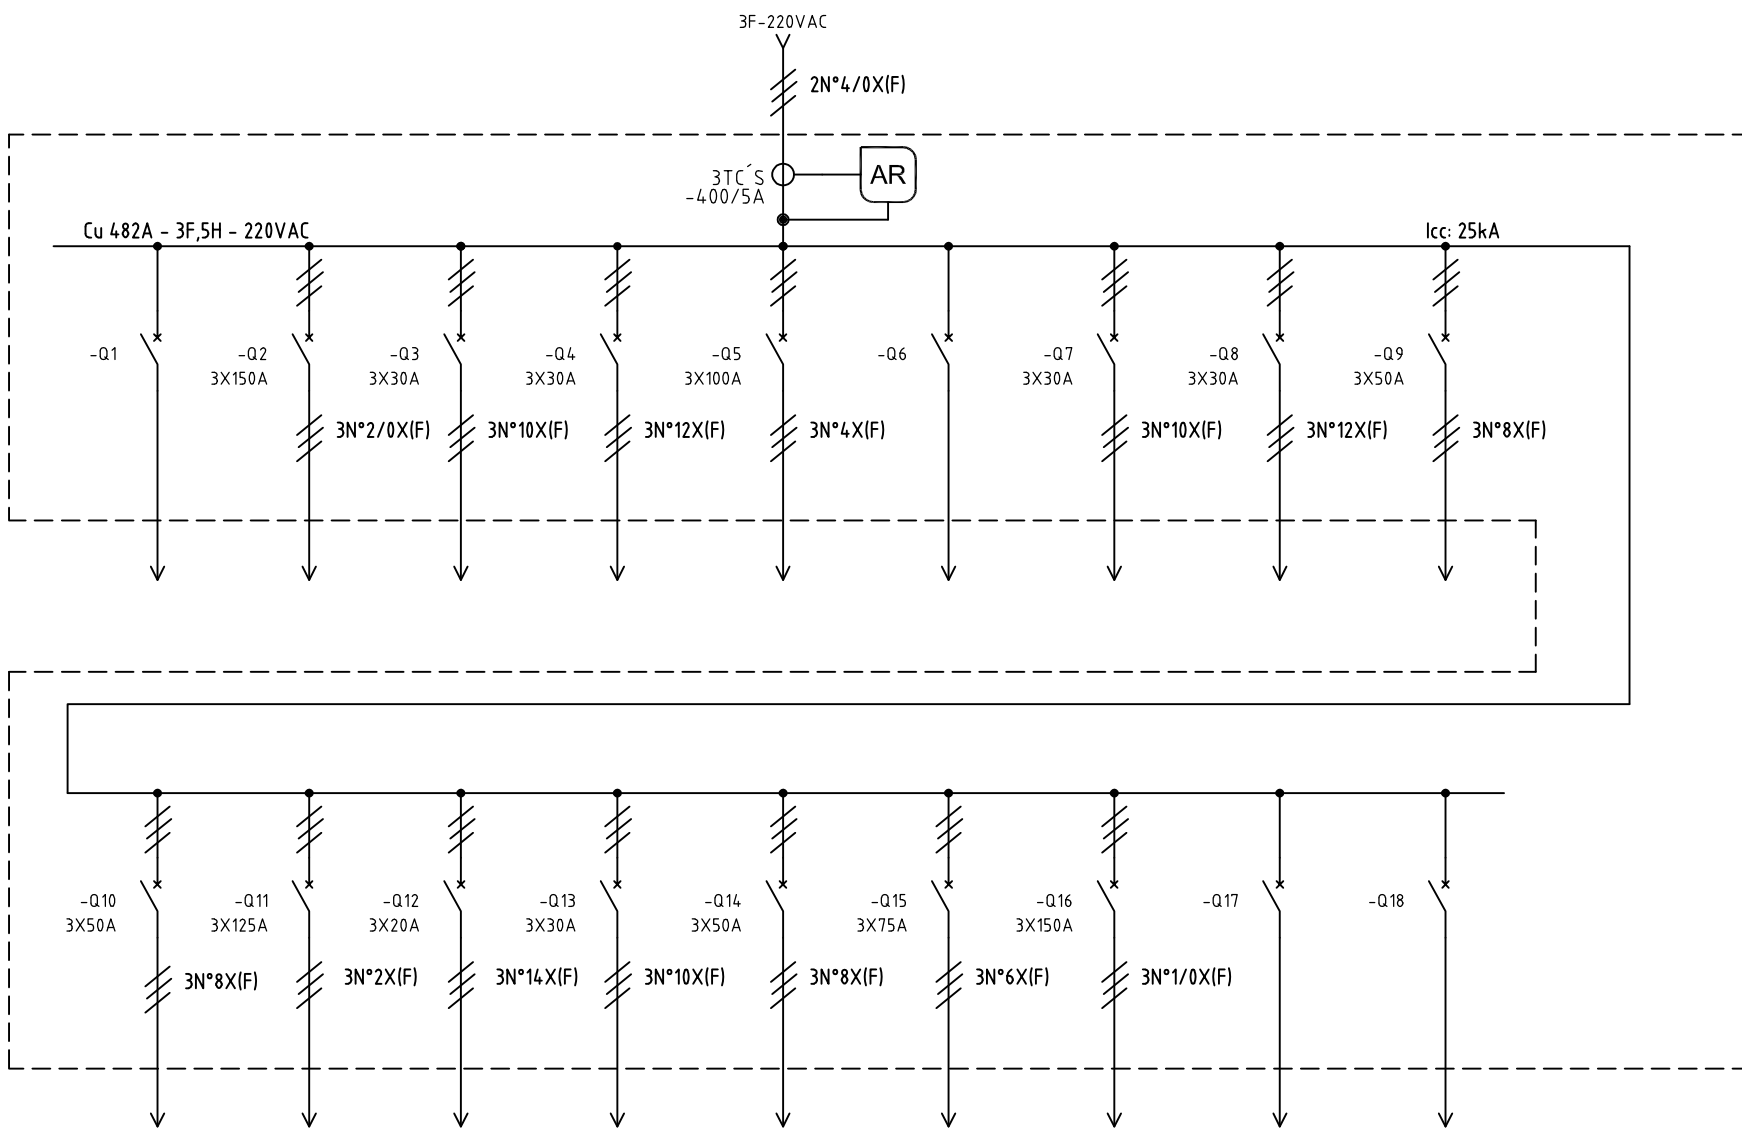 3F-220VAC
2N°4/0X(F)
3TC´S
-400/5A
AR
Cu 482A - 3F,5H - 220VAC
Icc: 25kA
-Q1
-Q2
3X150A
-Q3
3X30A
-Q4
3X30A
-Q5
3X100A
-Q6
-Q7
3X30A
-Q8
3X30A
-Q9
3X50A
3N°2/0X(F)
3N°10X(F)
3N°12X(F)
3N°4X(F)
3N°10X(F)
3N°12X(F)
3N°8X(F)
-Q10
3X50A
-Q11
3X125A
-Q12
3X20A
-Q13
3X30A
-Q14
3X50A
-Q15
3X75A
-Q16
3X150A
-Q17
-Q18
3N°8X(F)
3N°2X(F)
3N°14X(F)
3N°10X(F)
3N°8X(F)
3N°6X(F)
3N°1/0X(F)